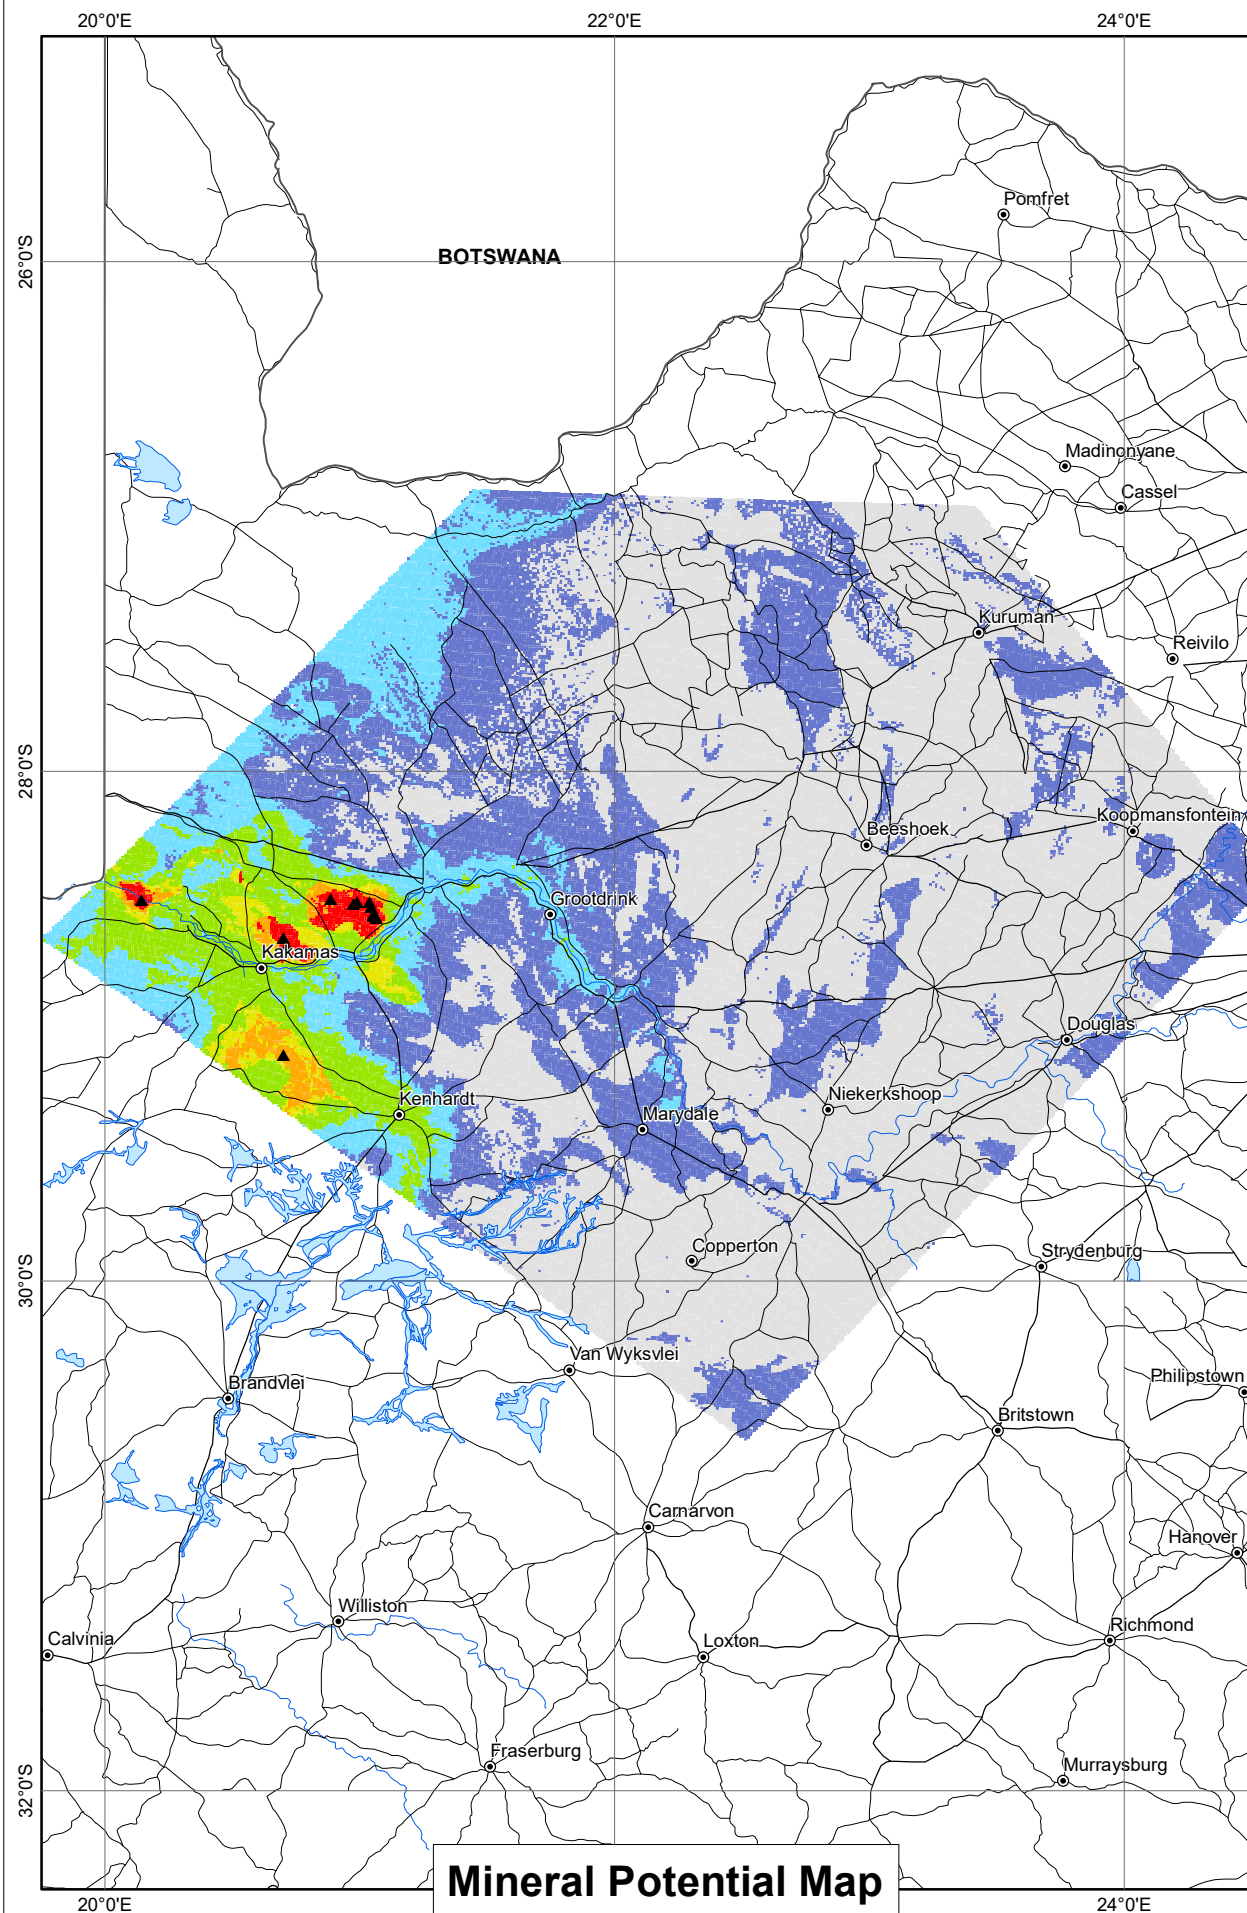 20°0'E
22°0'E
24°0'E
Pomfret
26°0'S
BOTSWANA
Madinonyane
Cassel
Kuruman
Reivilo
28°0'S
Koopmansfontein
Beeshoek
Grootdrink
Kakamas
Douglas
Kenhardt
Niekerkshoop
Marydale
Copperton
Strydenburg
30°0'S
Van Wyksvlei
Brandvlei
Philipstown
Britstown
Carnarvon
Hanover
Williston
Calvinia
Loxton
Richmond
Fraserburg
Murraysburg
32°0'S
Mineral Potential Map
20°0'E
24°0'E